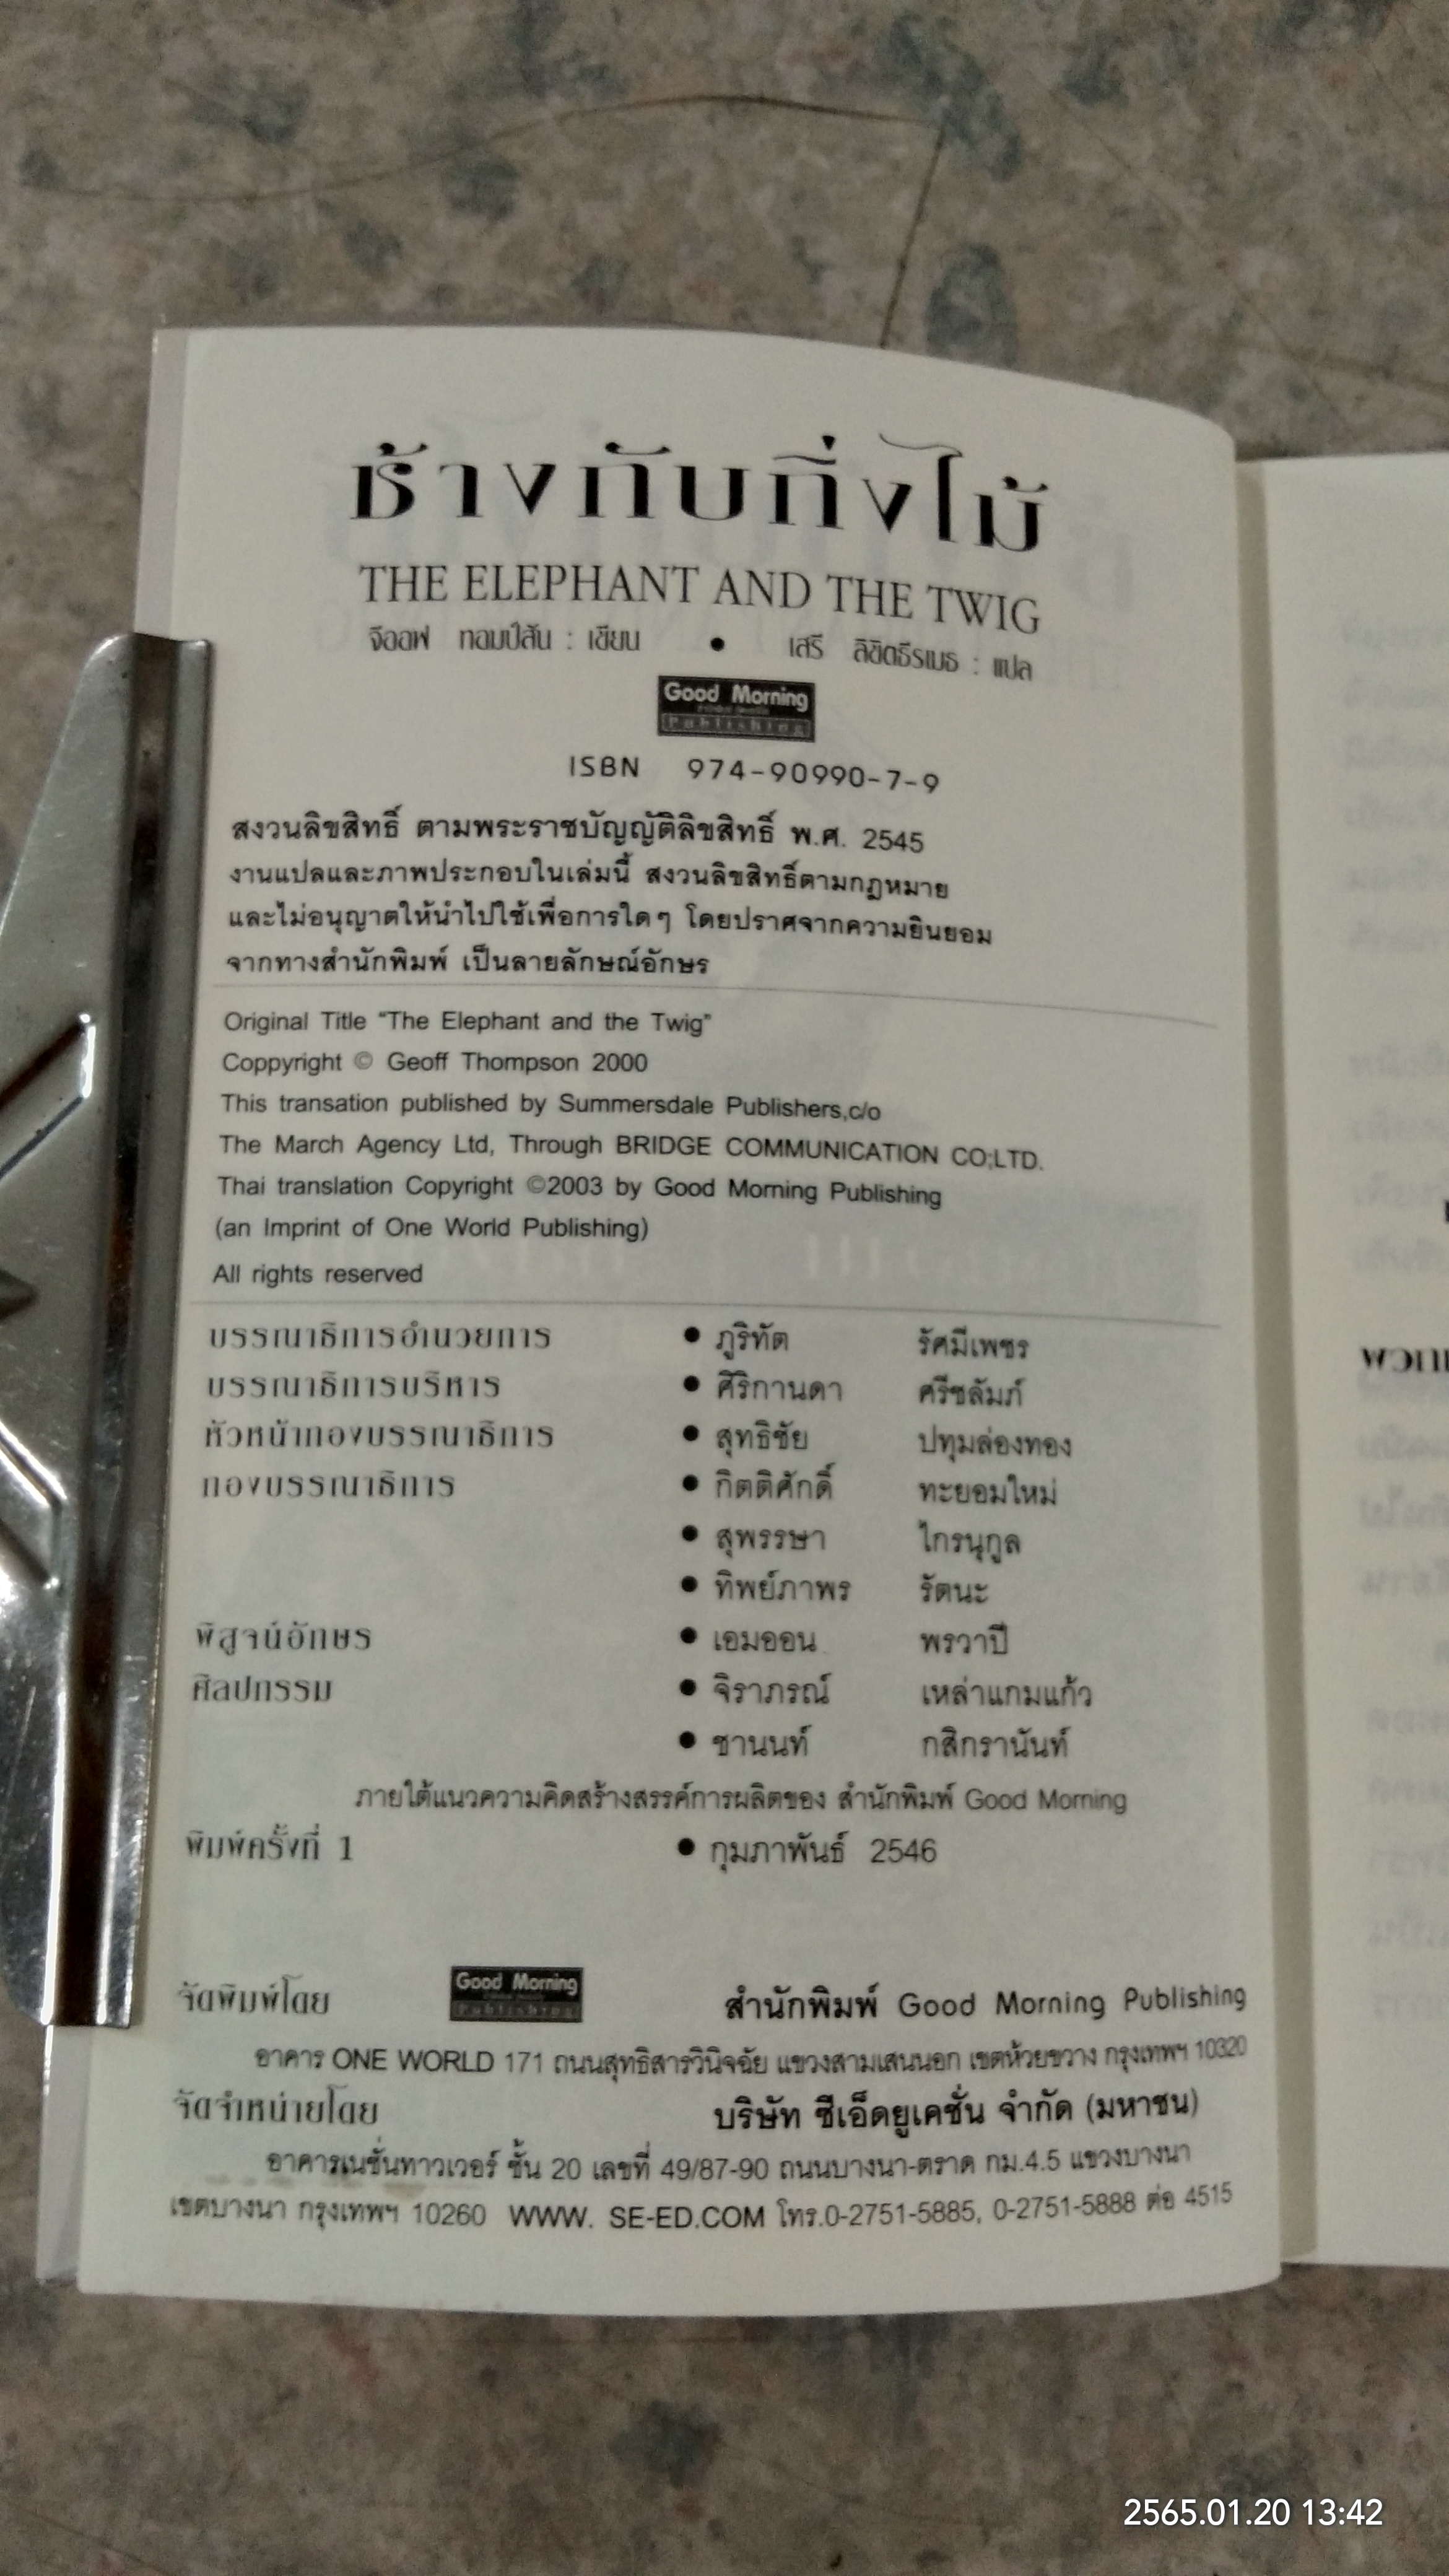 ช้างกับกิ่งไม้
THE ELEPHANT AND THE TWIG
จีออฟ ทอมป์สัน : เขียน • เสรี ลิขิตธีรเมธ : แปล
Good Morning
Publishing
ISBN 974-90990-7-9
สงวนลิขสิทธิ์ ตามพระราชบัญญัติลิขสิทธิ์ พ.ศ. 2545
งานแปลและภาพประกอบในเล่มนี้ สงวนลิขสิทธิ์ตามกฎหมาย
และไม่อนุญาตให้นำไปใช้เพื่อการใดๆ โดยปราศจากความยินยอม
จากทางสำนักพิมพ์ เป็นลายลักษณ์อักษร
Original Title "The Elephant and the Twig"
Coppyright © Geoff Thompson 2000
This transation published by Summersdale Publishers,c/o
The March Agency Ltd, Through BRIDGE COMMUNICATION CO;LTD.
Thai translation Copyright ©2003 by Good Morning Publishing
(an Imprint of One World Publishing)
All rights reserved
บรรณาธิการอำนวยการ • ภูริทัต รัศมีเพชร
บรรณาธิการบริหาร • ศิริกานดา ศรีชลัมภ์
หัวหน้ากองบรรณาธิการ • สุทธิชัย ปทุมล่องทอง
กองบรรณาธิการ • กิตติศักดิ์ ทะยอมใหม่
• สุพรรษา ไกรนุกูล
• ทิพย์ภาพร รัตนะ
พิสูจน์อักษร • เอมออน พรวาปี
ศิลปกรรม • จิราภรณ์ เหล่าแกมแก้ว
• ชานนท์ กสิกรานันท์
ภายใต้แนวความคิดสร้างสรรค์การผลิตของ สำนักพิมพ์ Good Morning
พิมพ์ครั้งที่ 1 • กุมภาพันธ์ 2546
จัดพิมพ์โดย Good Morning Publishing สำนักพิมพ์ Good Morning Publishing
อาคาร ONE WORLD 171 ถนนสุทธิสารวินิจฉัย แขวงสามเสนนอก เขตห้วยขวาง กรุงเทพฯ 10320
จัดจำหน่ายโดย บริษัท ซีเอ็ดยูเคชั่น จำกัด (มหาชน)
อาคารเนชั่นทาวเวอร์ ชั้น 20 เลขที่ 49/87-90 ถนนบางนา-ตราด กม.4.5 แขวงบางนา
เขตบางนา กรุงเทพฯ 10260 WWW. SE-ED.COM โทร.0-2751-5885, 0-2751-5888 ต่อ 4515
2565.01.20 13:42